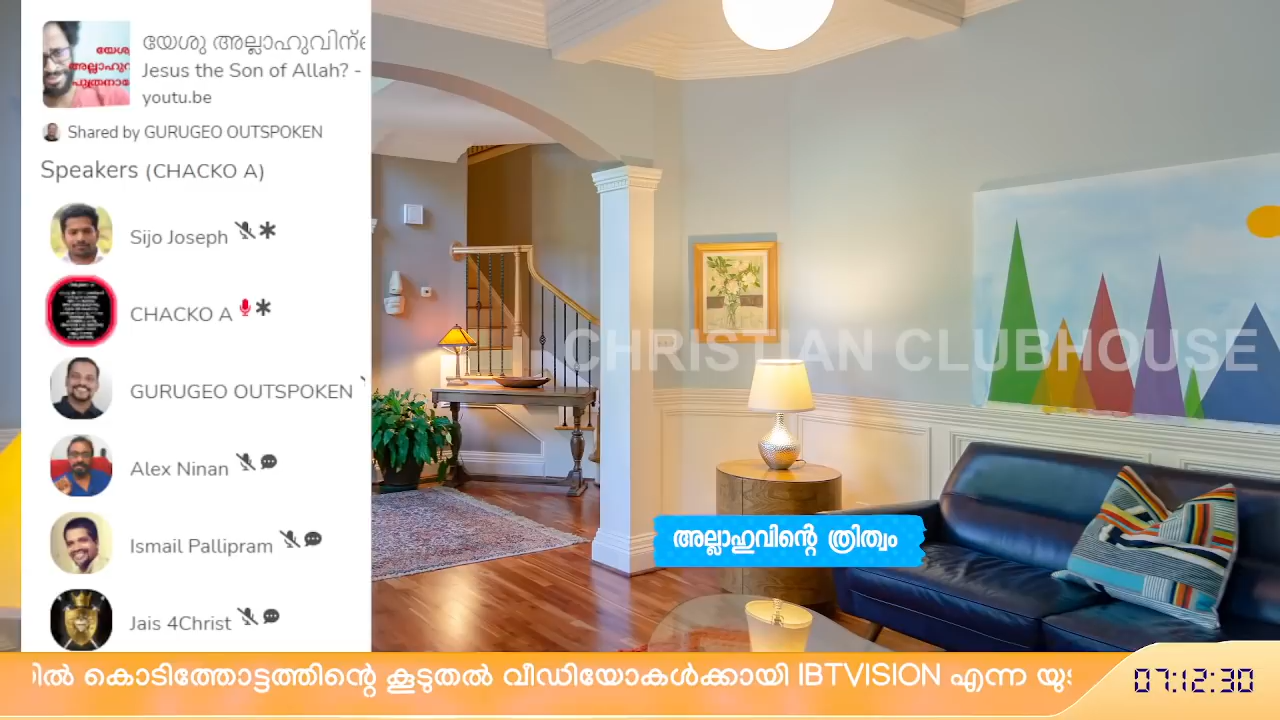 യേശു അല്ലാഹുവിന്റെ
Jesus the Son of Allah? -
youtu.be
യേശു
Shared by GURUGEO OUTSPOKEN
Speakers (CHACKO A)
Sijo Joseph
CHACKO A
GURUGEO OUTSPOKEN
Alex Ninan
Ismail Pallipram
Jais 4Christ
CHRISTIAN CLUBHOUSE
അല്ലാഹുവിന്റെ ത്രിത്വം
ിൽ കൊടിത്തോട്ടത്തിന്റെ കൂടുതൽ വീഡിയോകൾക്കായി IBTVISION എന്ന യു
07:12:30